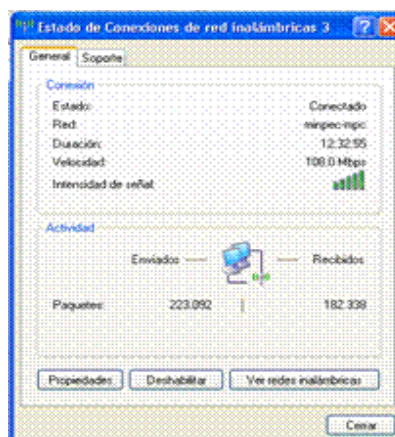 Estado de Conexiones de red inalámbricas 3
General Soporte
Conexión
Estado: Conectado
Red: minpec-mpc
Duración: 12:32:55
Velocidad: 108.0 Mbps
Intensidad de señal:
Actividad
Enviados Recibidos
Paquetes: 223.092 182.338
Propiedades Deshabilitar Ver redes inalámbricas
Cerrar